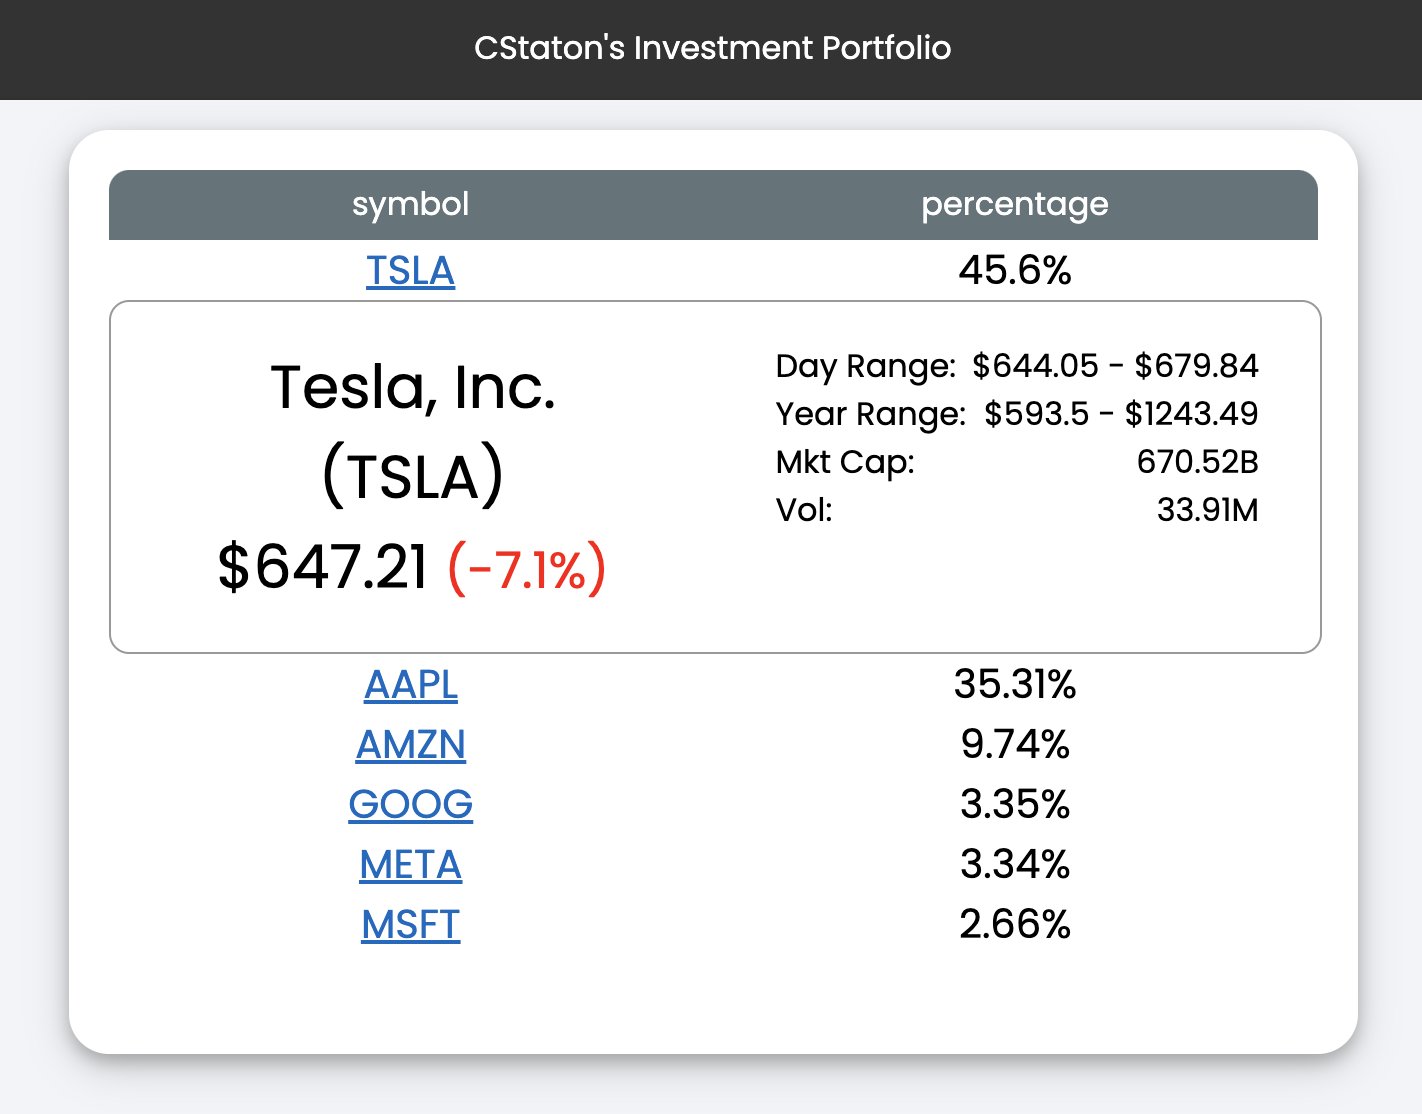 CStaton's Investment Portfolio
symbol percentage
TSLA 45.6%
Tesla, Inc.
(TSLA)
$647.21 (-7.1%)
Day Range: $644.05 - $679.84
Year Range: $593.5 - $1243.49
Mkt Cap: 670.52B
Vol: 33.91M
AAPL 35.31%
AMZN 9.74%
GOOG 3.35%
META 3.34%
MSFT 2.66%